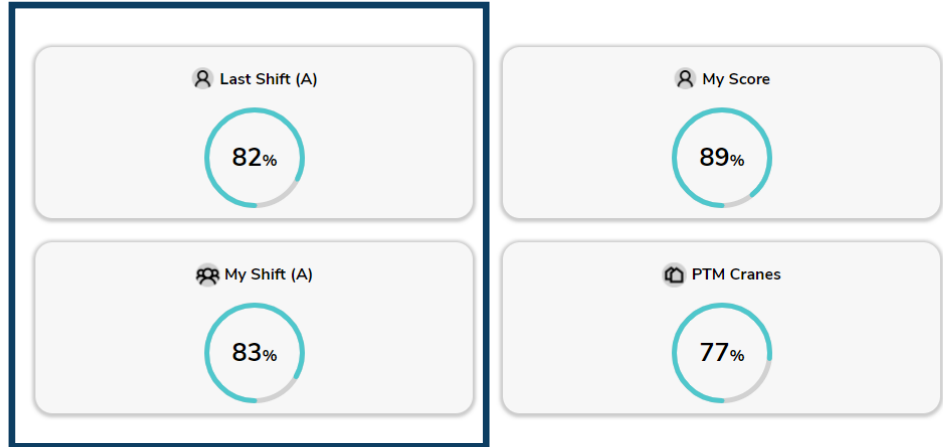 Last Shift (A)
82%
My Score
89%
My Shift (A)
83%
PTM Cranes
77%